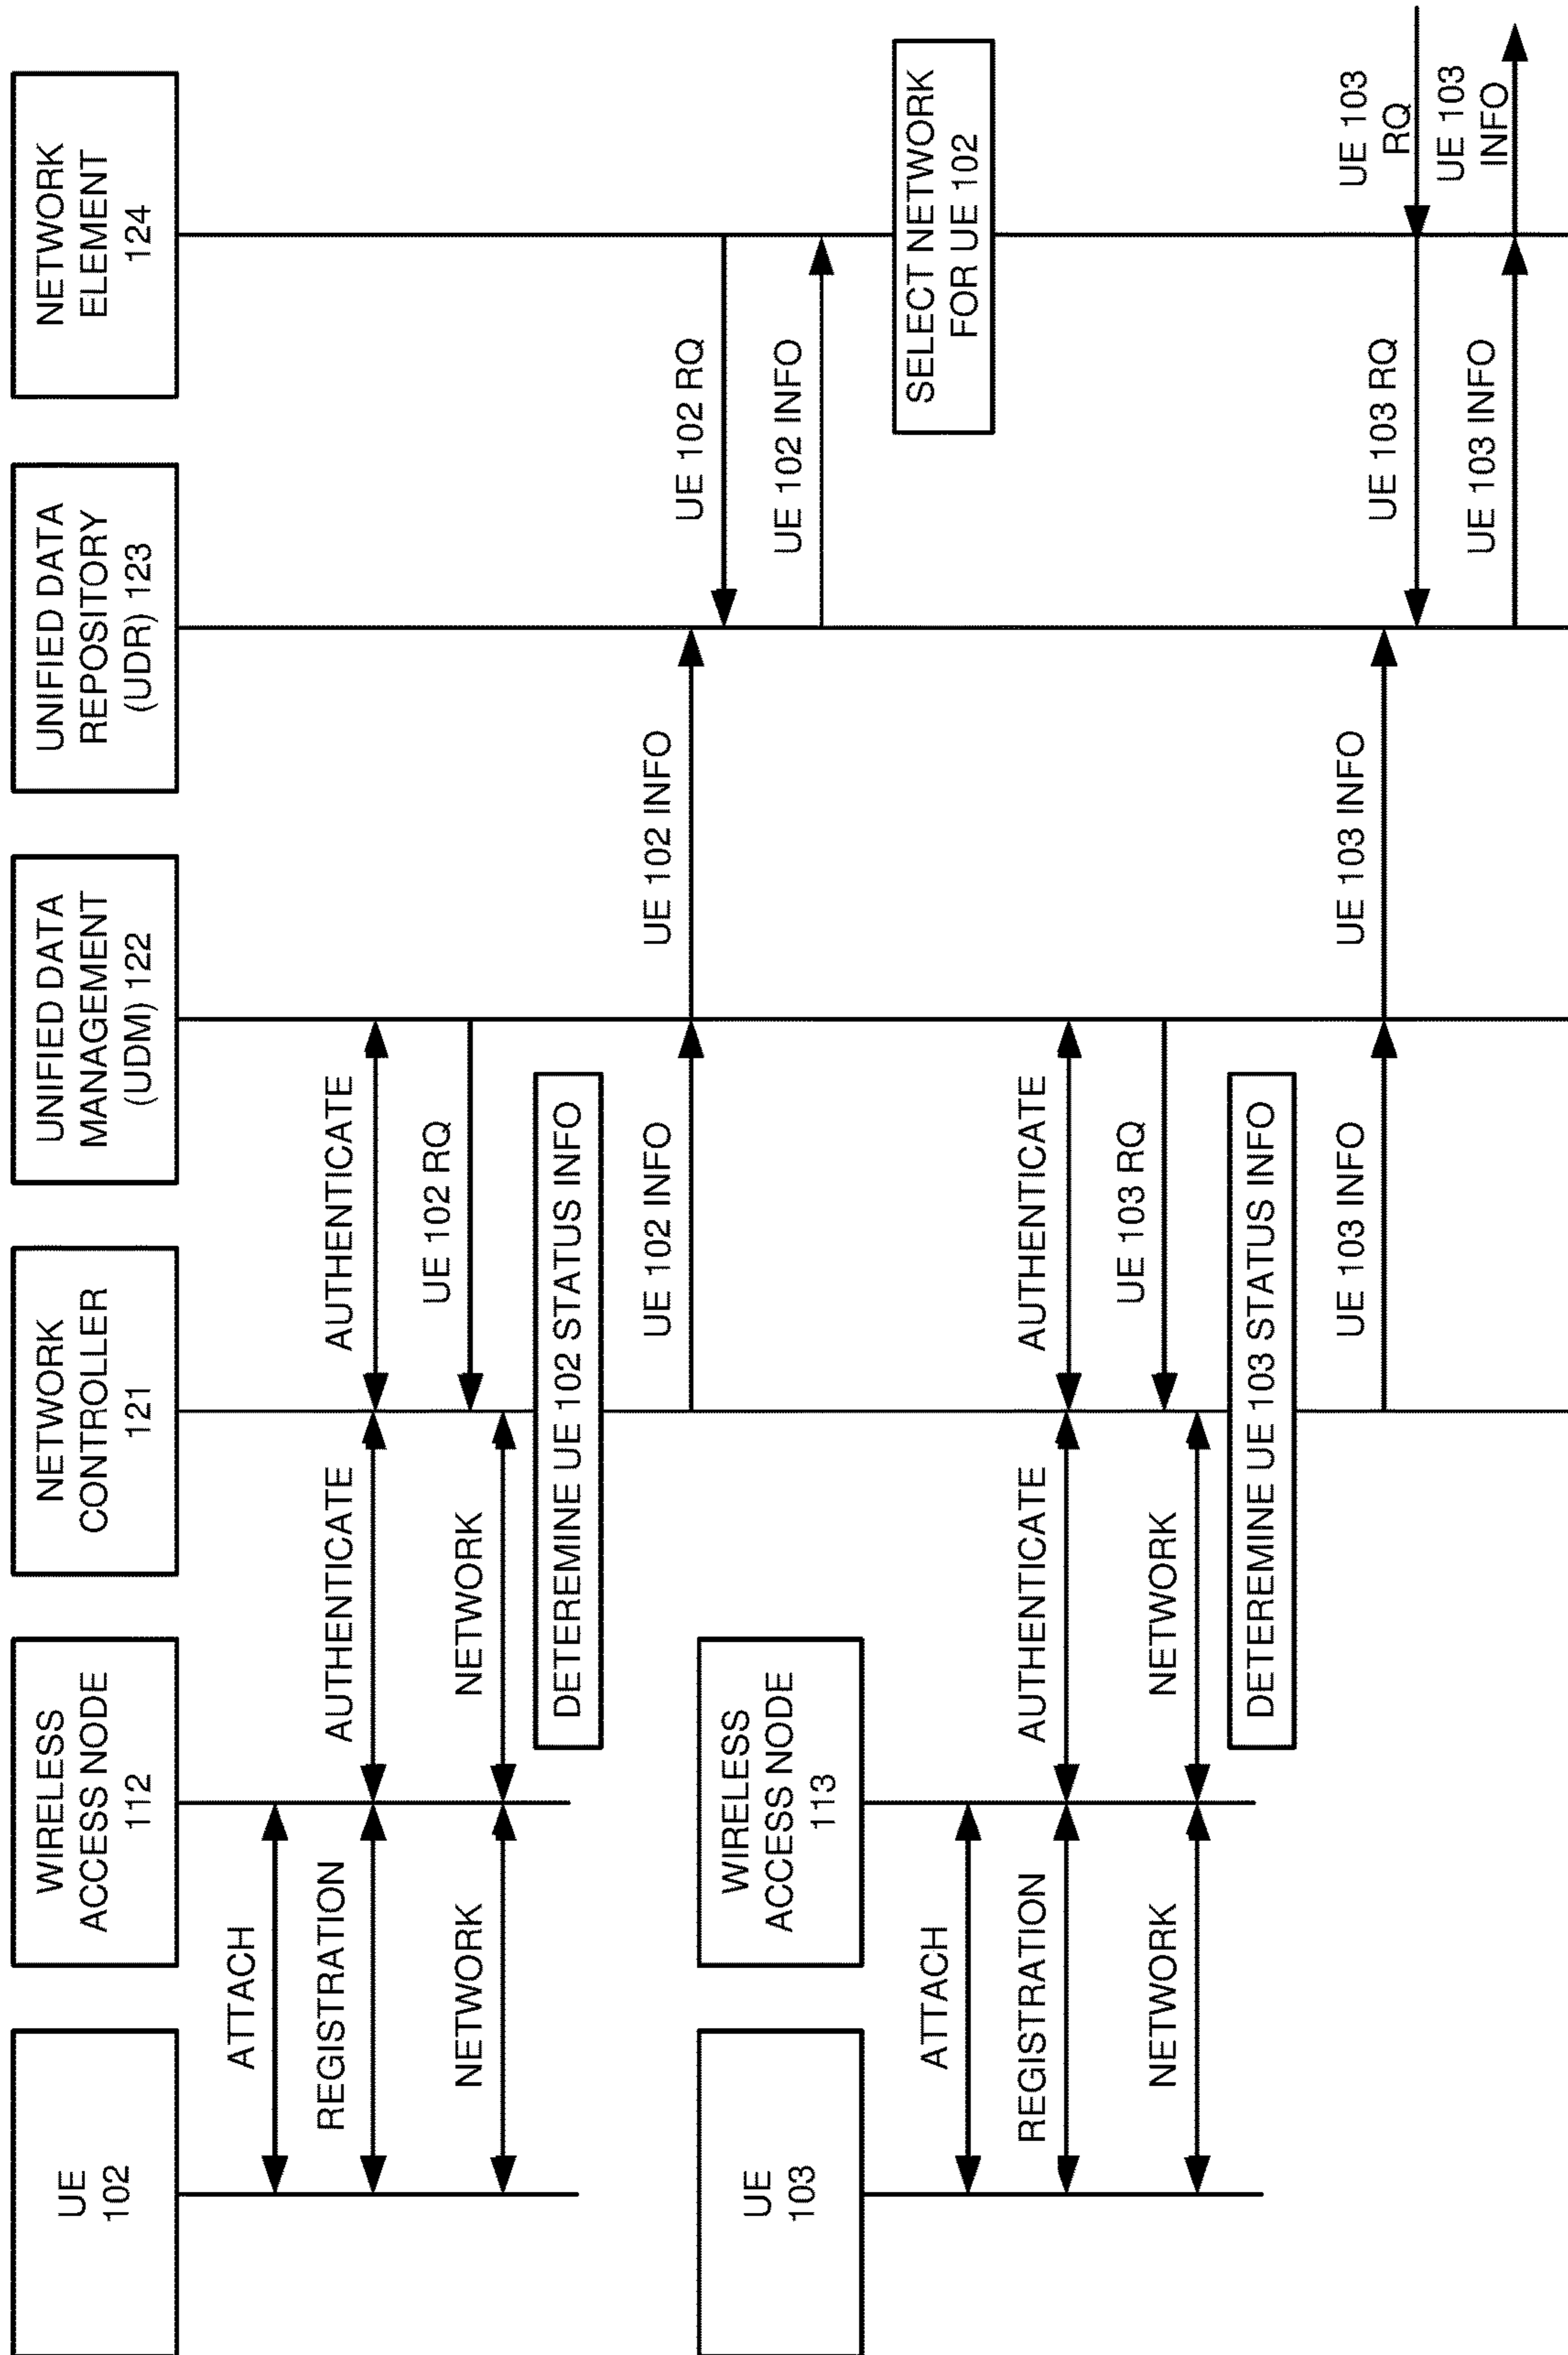 UE
102
WIRELESS
ACCESS NODE
112
NETWORK
CONTROLLER
121
UNIFIED DATA
MANAGEMENT
(UDM) 122
UNIFIED DATA
REPOSITORY
(UDR) 123
NETWORK
ELEMENT
124
ATTACH
REGISTRATION
AUTHENTICATE
AUTHENTICATE
UE 102 RQ
NETWORK
NETWORK
DETEREMINE UE 102 STATUS INFO
UE 102 INFO
UE 102 INFO
UE 102 RQ
UE 102 INFO
SELECT NETWORK
FOR UE 102
UE
103
WIRELESS
ACCESS NODE
113
ATTACH
REGISTRATION
AUTHENTICATE
AUTHENTICATE
UE 103 RQ
NETWORK
NETWORK
DETEREMINE UE 103 STATUS INFO
UE 103 INFO
UE 103 INFO
UE 103 RQ
UE 103
RQ
UE 103 INFO
UE 103
INFO